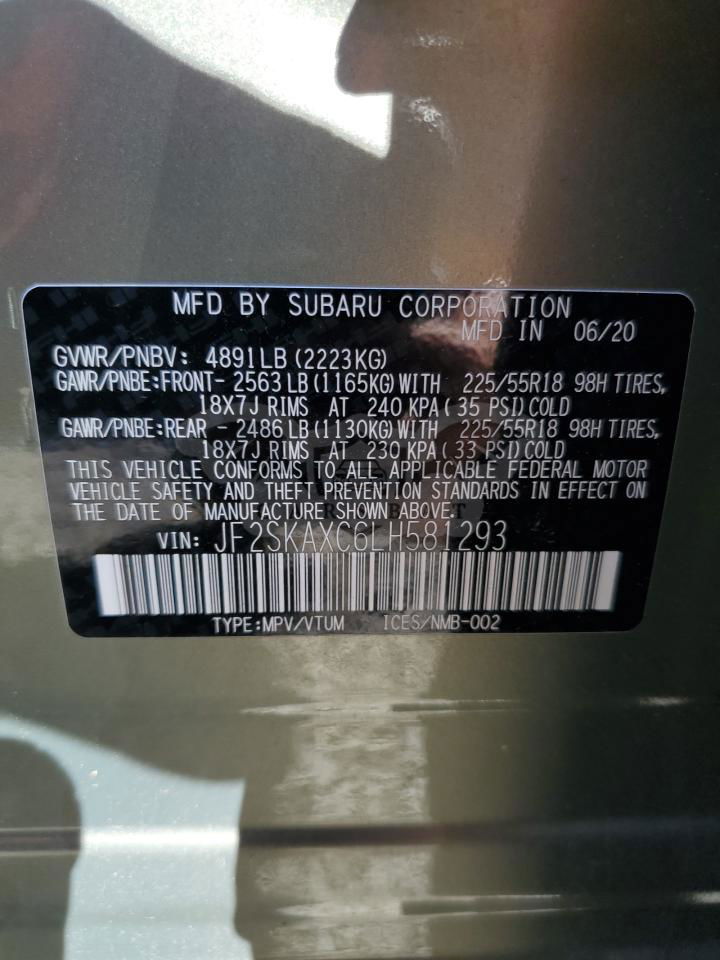 MFD BY SUBARU CORPORATION
MFD IN 06/20
GVWR/PNBV: 4891LB (2223KG)
GAWR/PNBE:FRONT- 2563 LB (1165KG) WITH 225/55R18 98H TIRES,
18X7J RIMS AT 240 KPA (35 PSI) COLD
GAWR/PNBE:REAR 2486 LB (1130KG) WITH 225/55R18 98H TIRES,
18X7J RIMS AT 230 KPA (33 PSI) COLD
THIS VEHICLE CONFORMS TO ALL APPLICABLE FEDERAL MOTOR
VEHICLE SAFETY AND THEFT PREVENTION STANDARDS IN EFFECT ON
THE DATE OF MANUFACTURE SHOWN ABOVE.
VIN: JF2SKAXC6LH581293
TYPE:MPV/VTUM ICES/NMB-002